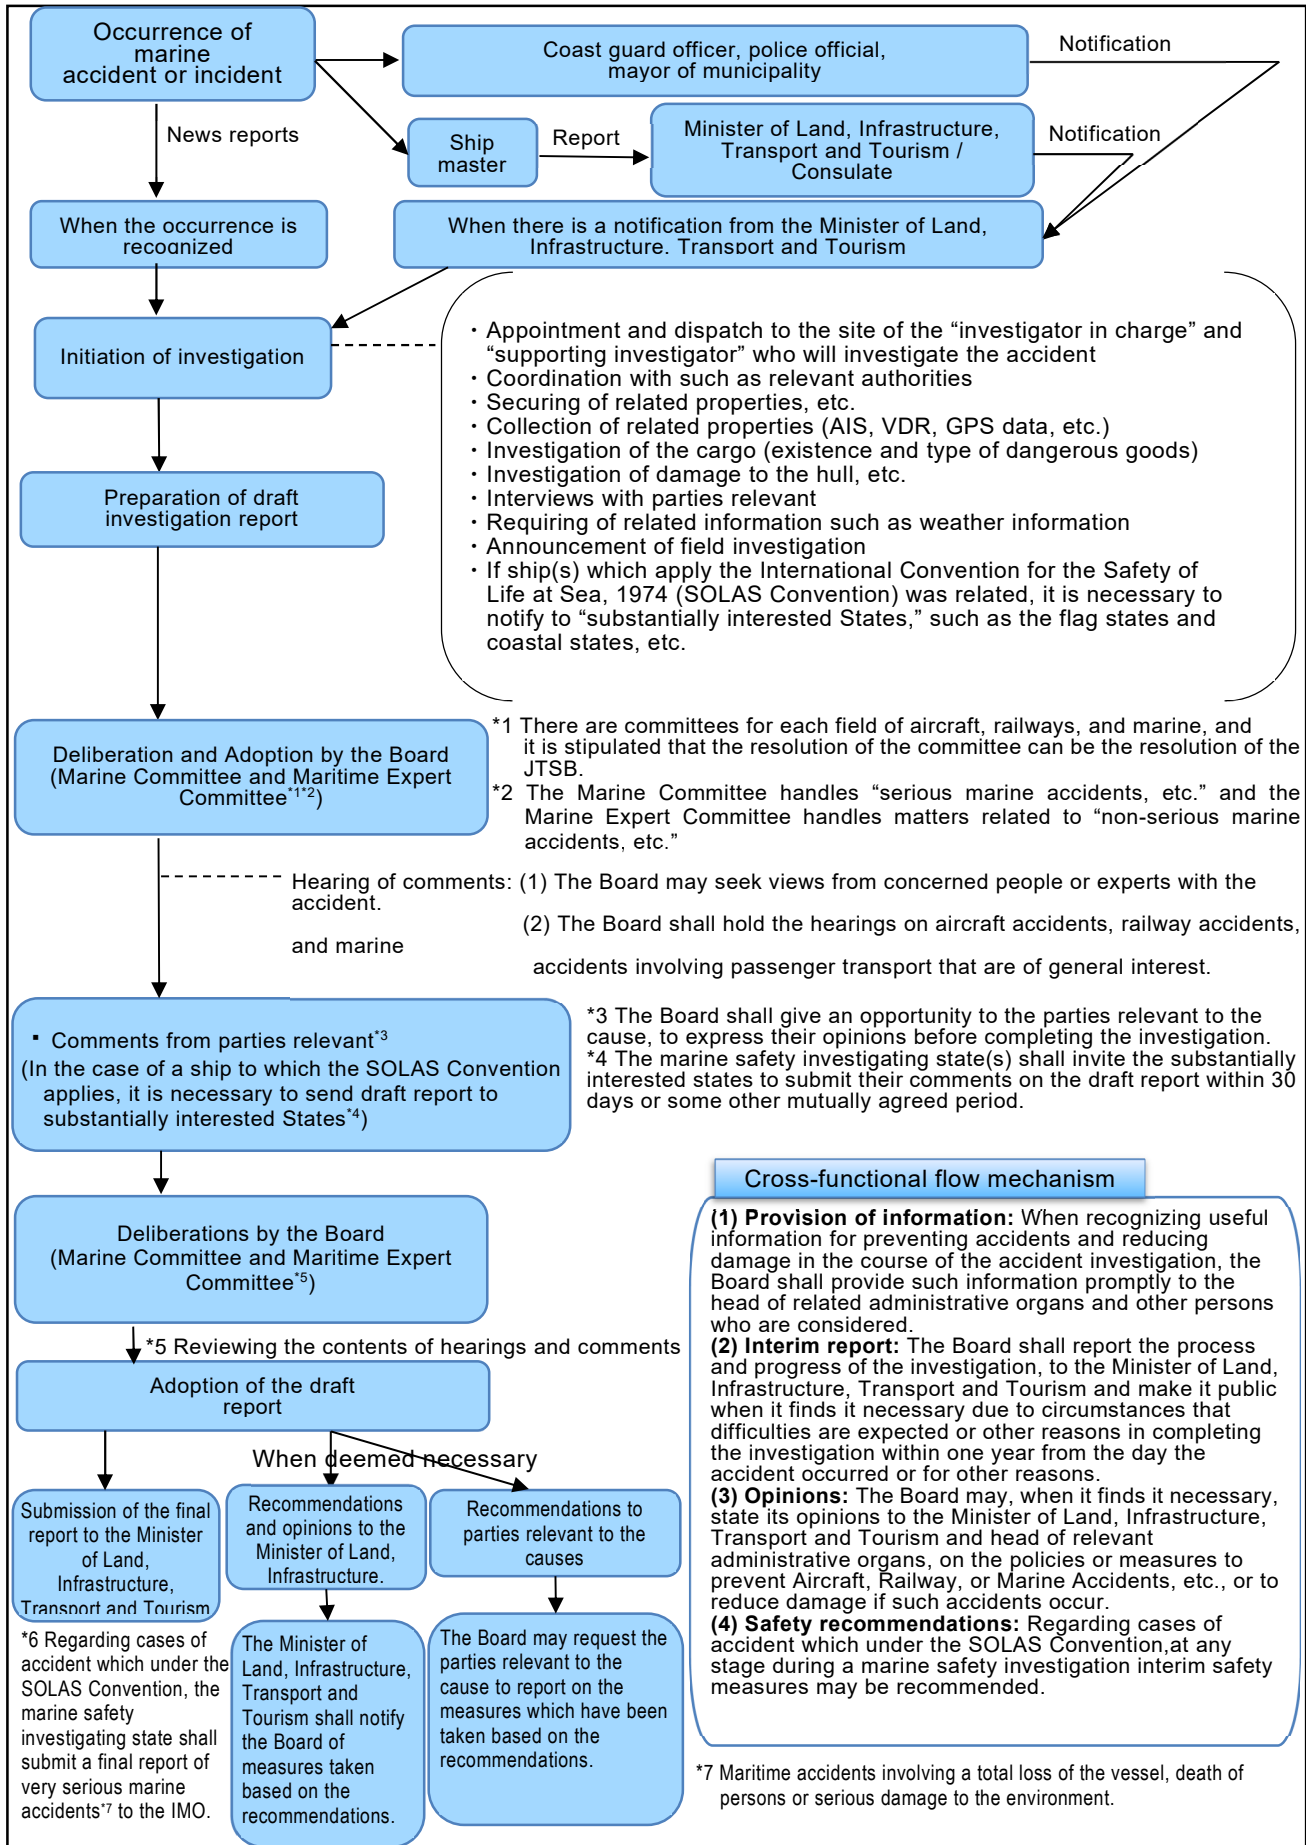 Occurrence of
marine
accident or incident
Coast guard officer, police official,
mayor of municipality
Notification
News reports
Ship
master
Report
Minister of Land, Infrastructure,
Transport and Tourism /
Consulate
Notification
When the occurrence is
recognized
When there is a notification from the Minister of Land,
Infrastructure. Transport and Tourism
Initiation of investigation
・Appointment and dispatch to the site of the “investigator in charge” and
“supporting investigator” who will investigate the accident
・Coordination with such as relevant authorities
・Securing of related properties, etc.
・Collection of related properties (AIS, VDR, GPS data, etc.)
・Investigation of the cargo (existence and type of dangerous goods)
・Investigation of damage to the hull, etc.
・Interviews with parties relevant
・Requiring of related information such as weather information
・Announcement of field investigation
・If ship(s) which apply the International Convention for the Safety of
Life at Sea, 1974 (SOLAS Convention) was related, it is necessary to
notify to “substantially interested States,” such as the flag states and
coastal states, etc.
Preparation of draft
investigation report
Deliberation and Adoption by the Board
(Marine Committee and Maritime Expert
Committee*1*2)
*1 There are committees for each field of aircraft, railways, and marine, and
it is stipulated that the resolution of the committee can be the resolution of the
JTSB.
*2 The Marine Committee handles “serious marine accidents, etc.” and the
Marine Expert Committee handles matters related to “non-serious marine
accidents, etc.”
Hearing of comments: (1) The Board may seek views from concerned people or experts with the
accident.
(2) The Board shall hold the hearings on aircraft accidents, railway accidents,
and marine
accidents involving passenger transport that are of general interest.
▪ Comments from parties relevant*3
(In the case of a ship to which the SOLAS Convention
applies, it is necessary to send draft report to
substantially interested States*4)
*3 The Board shall give an opportunity to the parties relevant to the
cause, to express their opinions before completing the investigation.
*4 The marine safety investigating state(s) shall invite the substantially
interested states to submit their comments on the draft report within 30
days or some other mutually agreed period.
Deliberations by the Board
(Marine Committee and Maritime Expert
Committee*5)
*5 Reviewing the contents of hearings and comments
Adoption of the draft
report
When deemed necessary
Submission of the final
report to the Minister
of Land,
Infrastructure,
Transport and Tourism
Recommendations
and opinions to the
Minister of Land,
Infrastructure.
Recommendations to
parties relevant to the
causes
*6 Regarding cases of
accident which under the
SOLAS Convention, the
marine safety
investigating state shall
submit a final report of
very serious marine
accidents*7 to the IMO.
The Minister of
Land, Infrastructure,
Transport and
Tourism shall notify
the Board of
measures taken
based on the
recommendations.
The Board may request the
parties relevant to the
cause to report on the
measures which have been
taken based on the
recommendations.
Cross-functional flow mechanism
(1) Provision of information: When recognizing useful
information for preventing accidents and reducing
damage in the course of the accident investigation, the
Board shall provide such information promptly to the
head of related administrative organs and other persons
who are considered.
(2) Interim report: The Board shall report the process
and progress of the investigation, to the Minister of Land,
Infrastructure, Transport and Tourism and make it public
when it finds it necessary due to circumstances that
difficulties are expected or other reasons in completing
the investigation within one year from the day the
accident occurred or for other reasons.
(3) Opinions: The Board may, when it finds it necessary,
state its opinions to the Minister of Land, Infrastructure,
Transport and Tourism and head of relevant
administrative organs, on the policies or measures to
prevent Aircraft, Railway, or Marine Accidents, etc., or to
reduce damage if such accidents occur.
(4) Safety recommendations: Regarding cases of
accident which under the SOLAS Convention,at any
stage during a marine safety investigation interim safety
measures may be recommended.
*7 Maritime accidents involving a total loss of the vessel, death of
persons or serious damage to the environment.